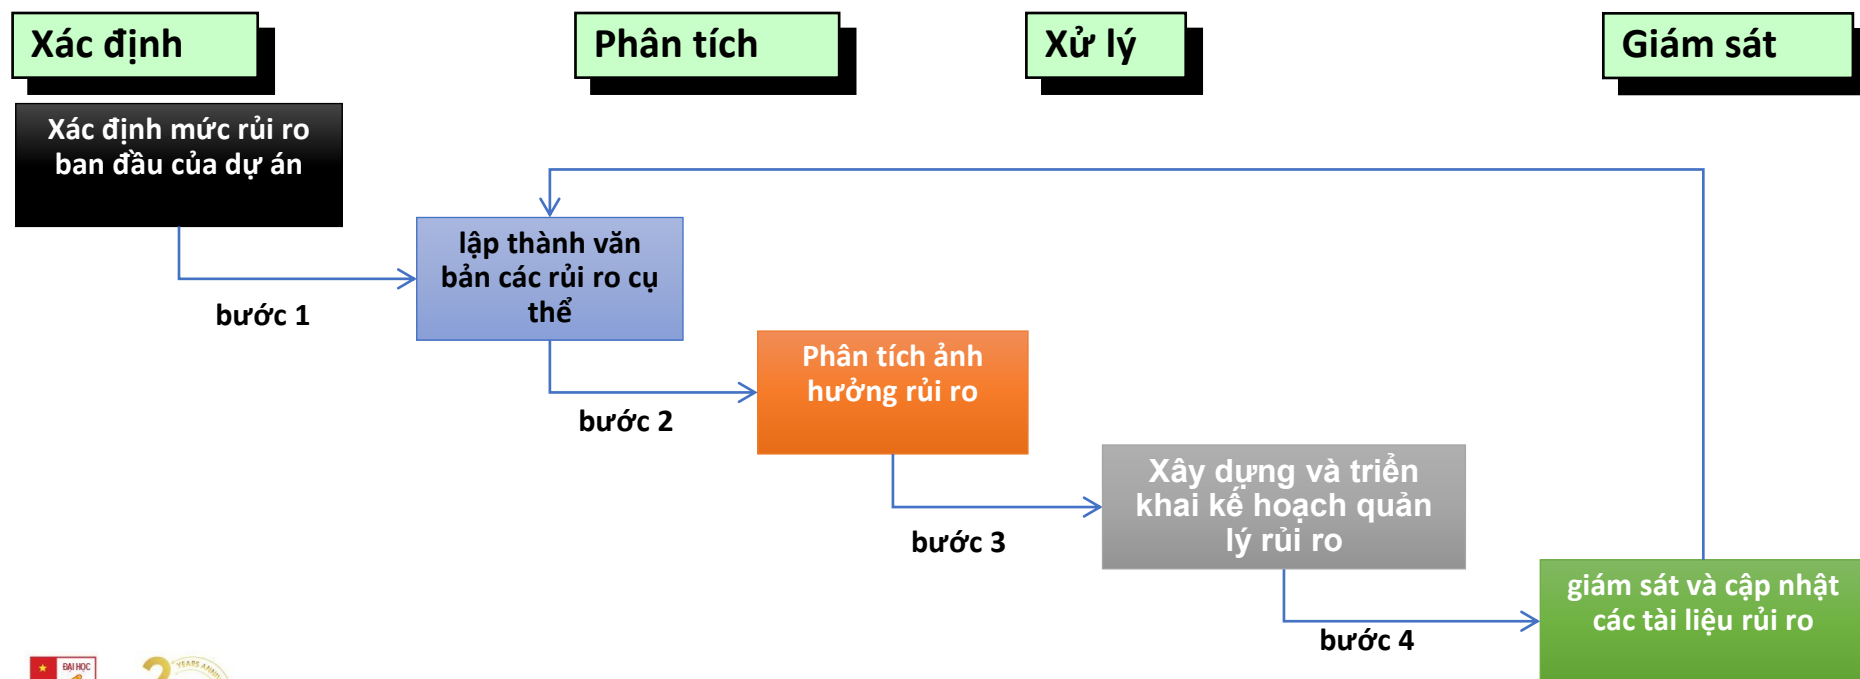 Xác định
Phân tích
Xử lý
Giám sát
Xác định mức rủi ro
ban đầu của dự án
lập thành văn
bản các rủi ro cụ
thể
bước 1
Phân tích ảnh
hưởng rủi ro
bước 2
Xây dựng và triển
khai kế hoạch quản
lý rủi ro
bước 3
giám sát và cập nhật
các tài liệu rủi ro
bước 4
ĐẠI HỌC
YEARS